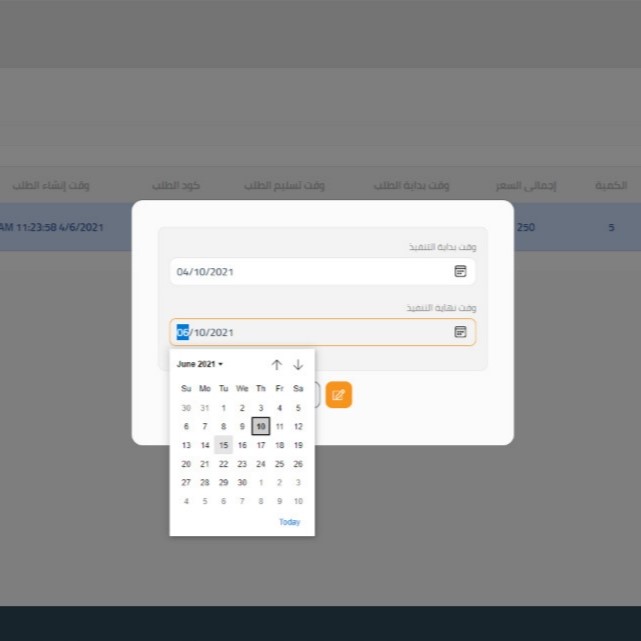 الكمية إجمالي السعر وقت بداية الطلب وقت تسليم الطلب كود الطلب وقت إنشاء الطلب
5 250 AM 11:23:58 4/6/2021
وقت بداية التنفيذ
04/10/2021
وقت نهاية التنفيذ
06/10/2021
June 2021
Su Mo Tu We Th Fr Sa
30 31 1 2 3 4 5
6 7 8 9 10 11 12
13 14 15 16 17 18 19
20 21 22 23 24 25 26
27 28 29 30 1 2 3
4 5 6 7 8 9 10
Today